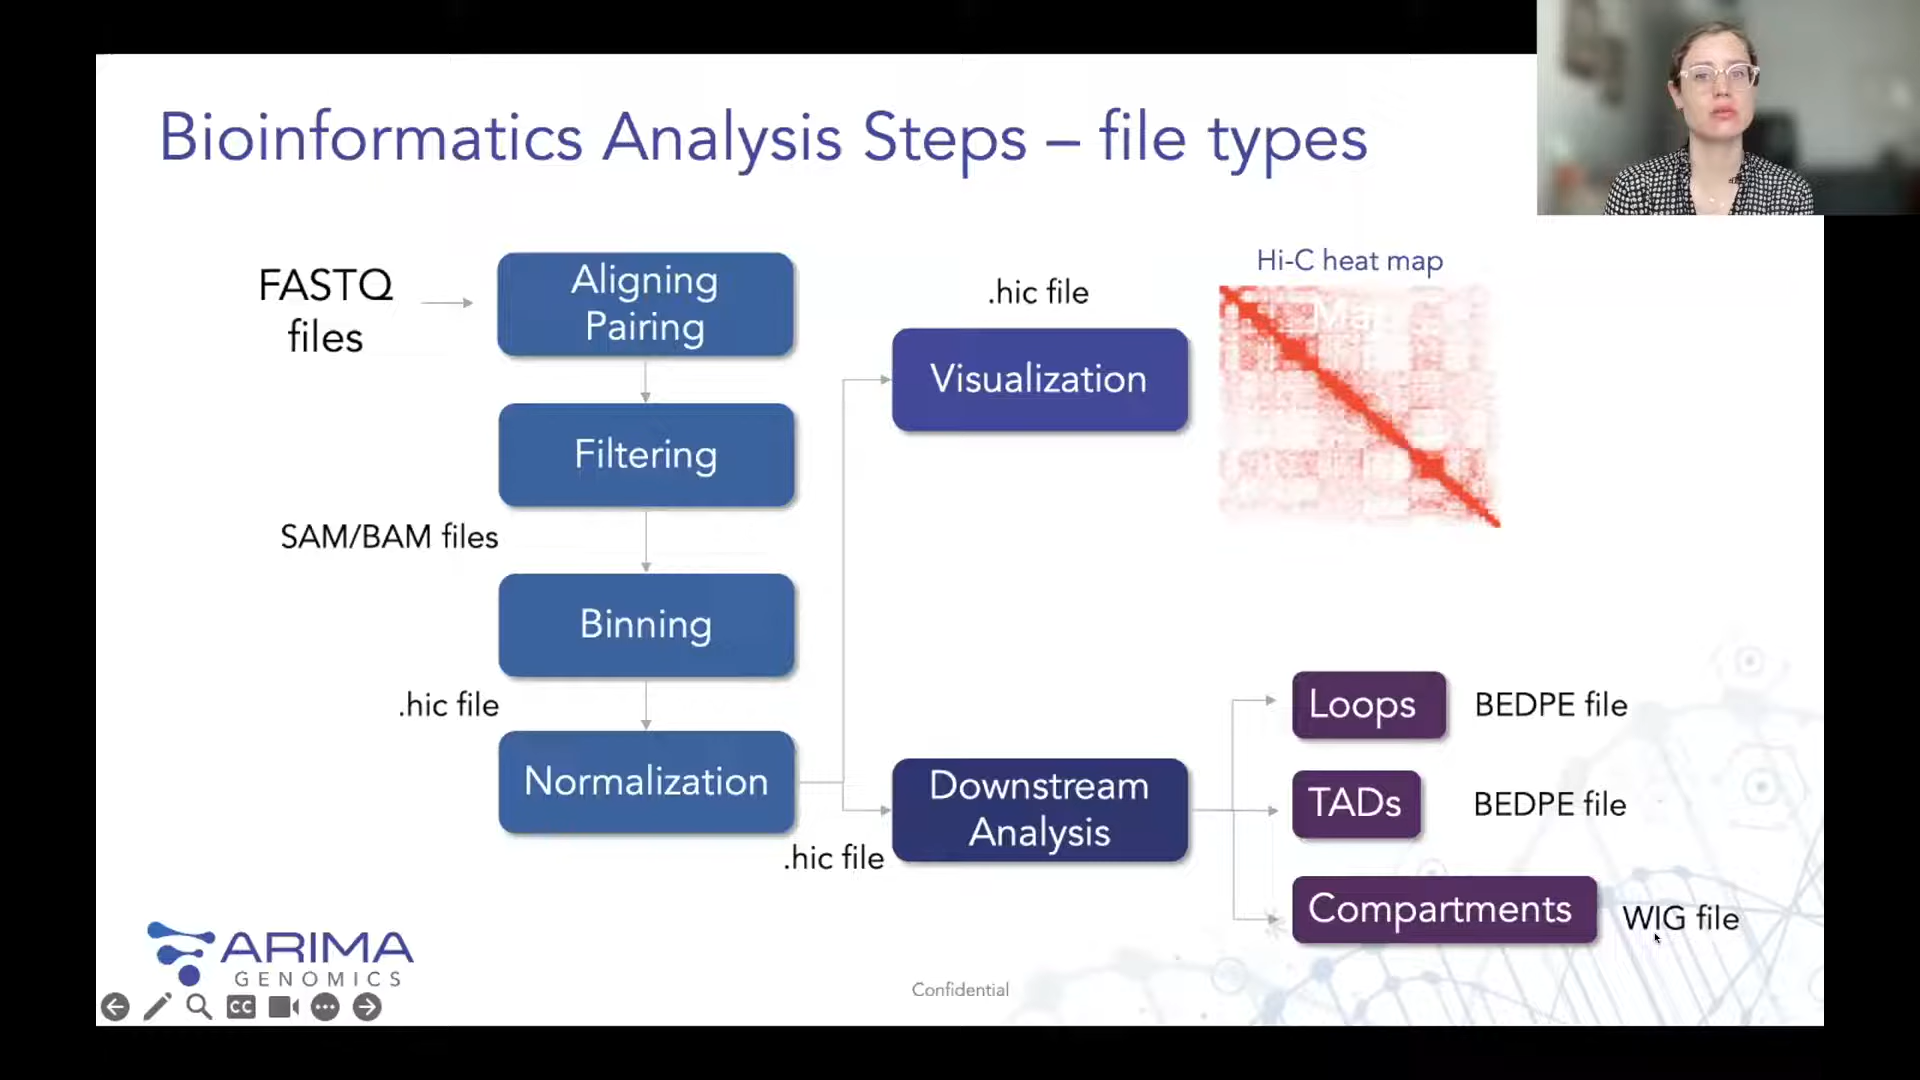 Bioinformatics Analysis Steps – file types
FASTQ
files
Aligning
Pairing
Filtering
SAM/BAM files
Binning
.hic file
Normalization
.hic file
Visualization
Hi-C heat map
Map
.hic file
Downstream
Analysis
Loops
BEDPE file
TADs
BEDPE file
Compartments
WIG file
ARIMA
GENOMICS
Confidential
CC